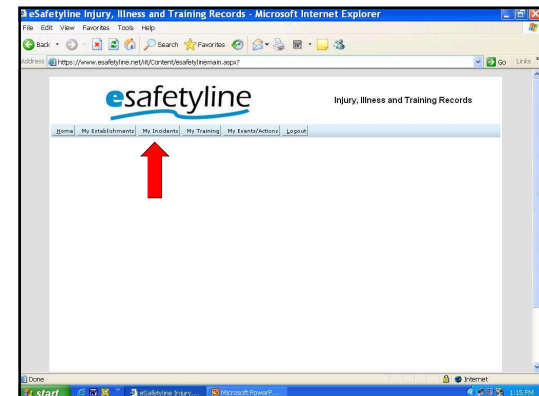 eSafetyline Injury, Illness and Training Records - Microsoft Internet Explorer
File Edit View Favorites Tools Help
Back Search Favorites
Address https://www.esafetyline.net/iit/Content/esafetylinemain.aspx? Go Links
esafetyline Injury, Illness and Training Records
Home My Establishments My Incidents My Training My Events/Actions Logout
Done Internet
start eSafetyline Injury, ... Microsoft PowerP... 1:15 PM